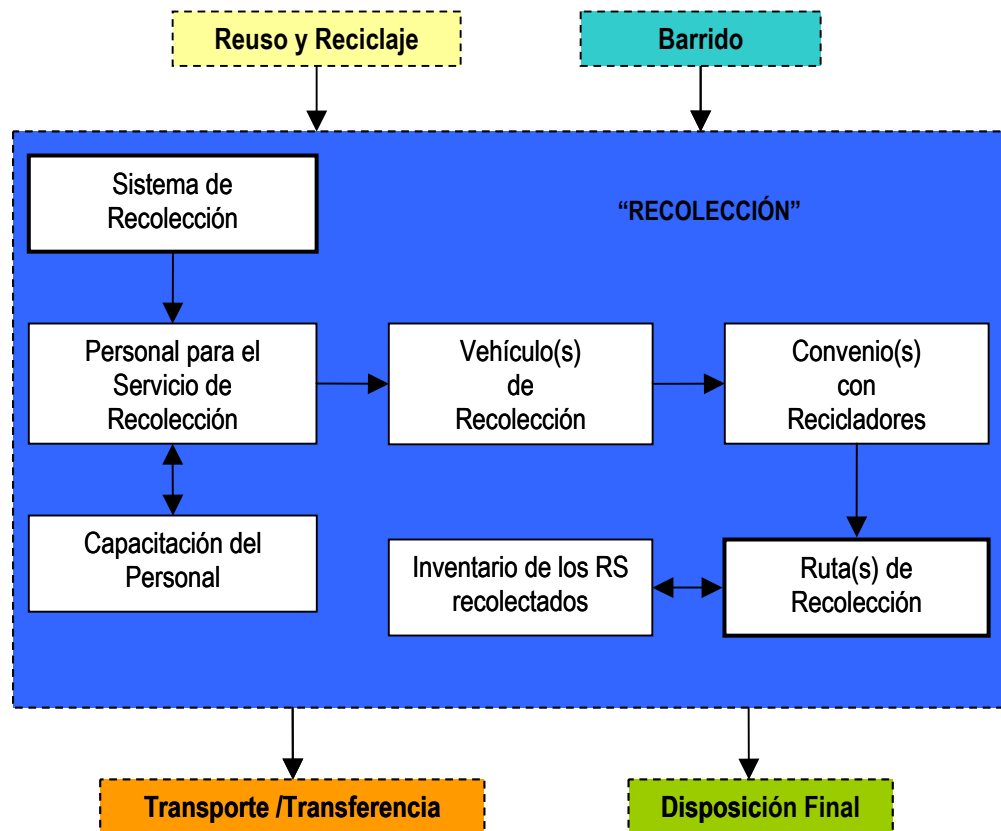 Reuso y Reciclaje
Barrido
Sistema de
Recolección
“RECOLECCIÓN”
Personal para el
Servicio de
Recolección
Vehículo(s)
de
Recolección
Convenio(s)
con
Recicladores
Capacitación del
Personal
Inventario de los RS
recolectados
Ruta(s) de
Recolección
Transporte /Transferencia
Disposición Final